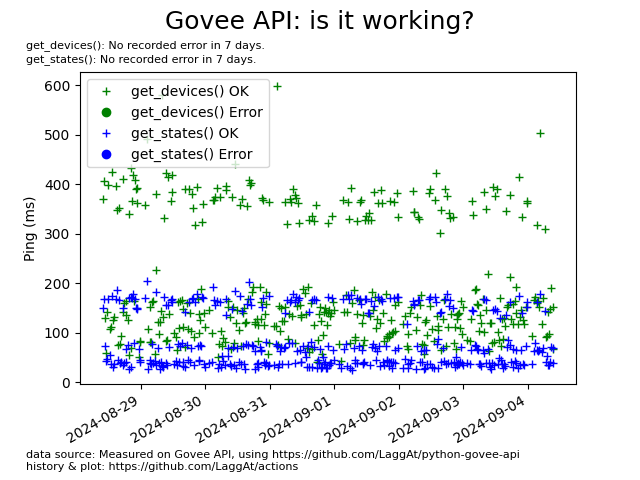 Govee API: is it working?
get_devices(): No recorded error in 7 days.
get_states(): No recorded error in 7 days.
get_devices() OK
get_devices() Error
get_states() OK
get_states() Error
Ping (ms)
600
500
400
300
200
100
0
2024-08-29
2024-08-30
2024-08-31
2024-09-01
2024-09-02
2024-09-03
2024-09-04
data source: Measured on Govee API, using https://github.com/LaggAt/python-govee-api
history & plot: https://github.com/LaggAt/actions